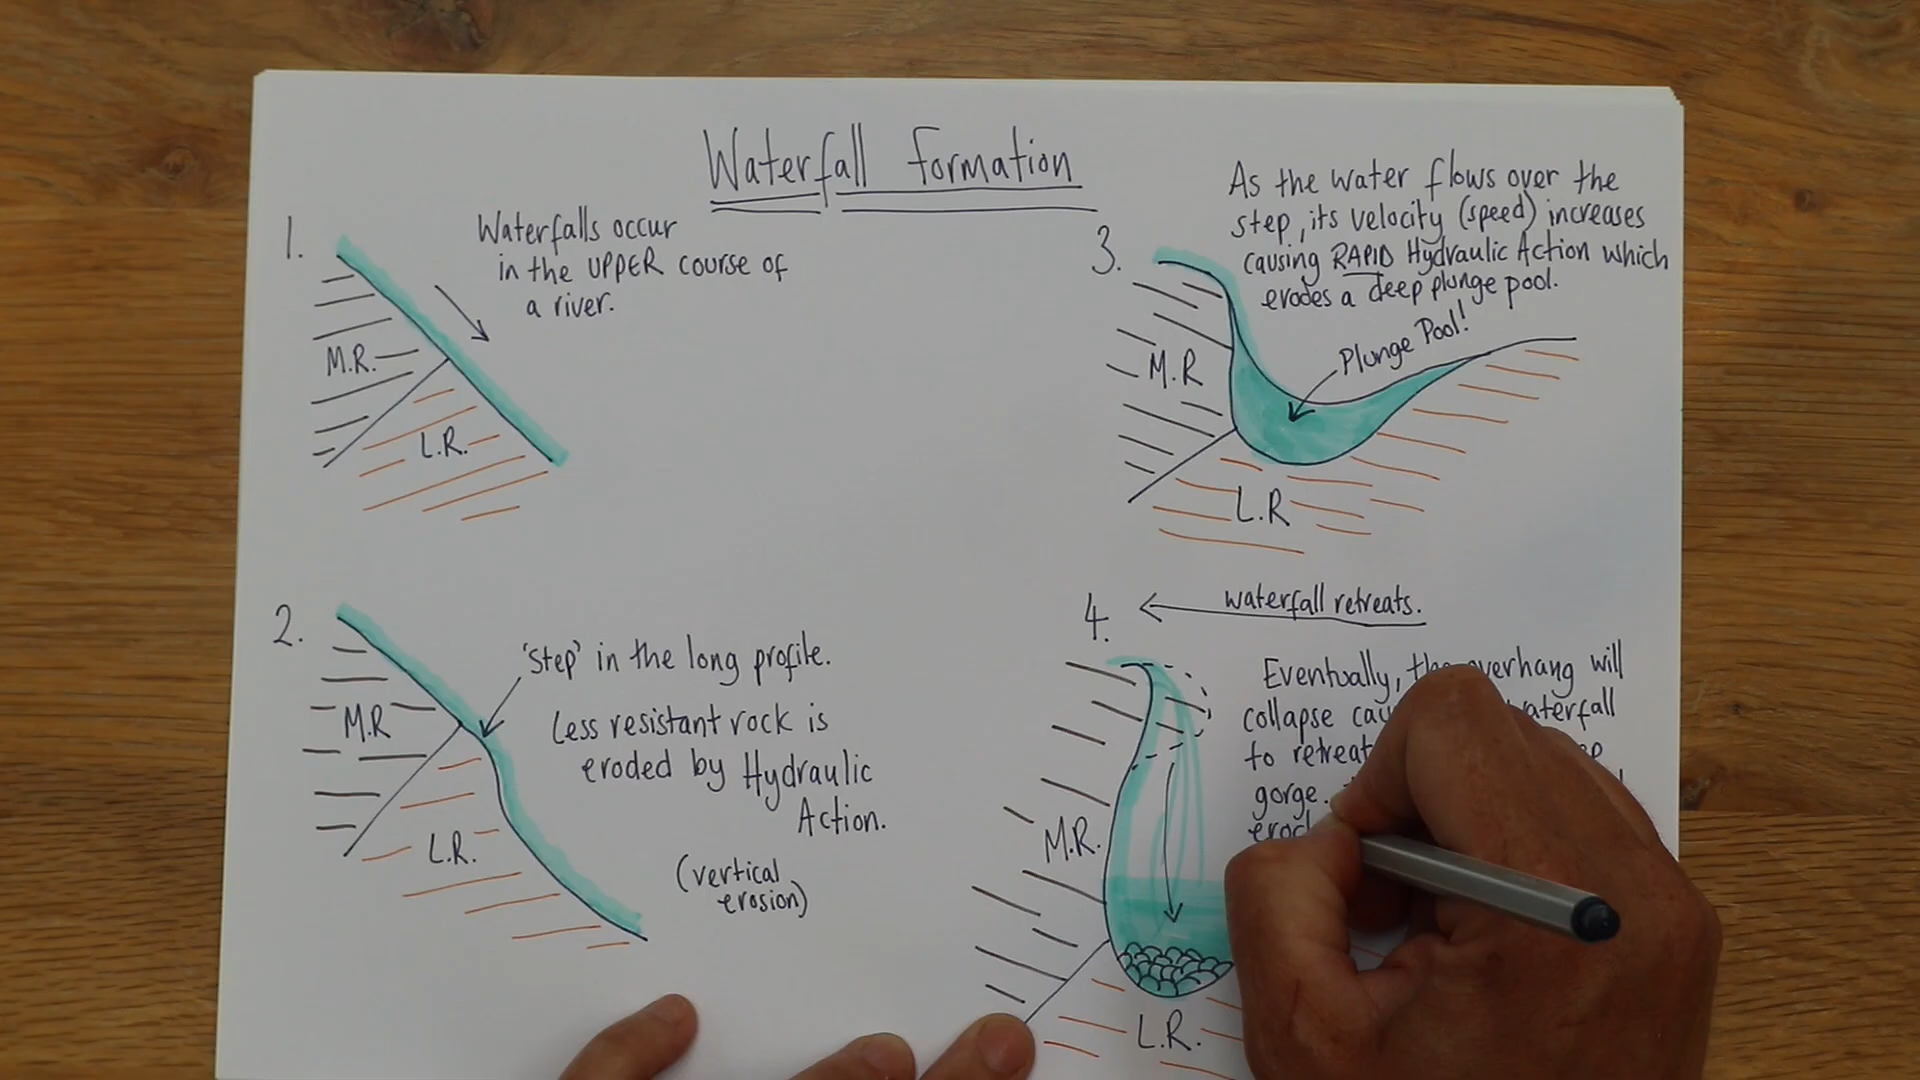 Waterfall Formation
1.
Waterfalls occur
in the UPPER course of
a river.
M.R.
L.R.
2.
'Step' in the long profile.
Less resistant rock is
eroded by Hydraulic
Action.
(vertical
erosion)
M.R
L.R.
3.
As the water flows over the
step, its velocity (speed) increases
causing RAPID Hydraulic Action which
erodes a deep plunge pool.
Plunge Pool!
M.R
L.R
4.
waterfall retreats.
Eventually, overhang will
collapse
to
gorge.
M.R.
L.R.